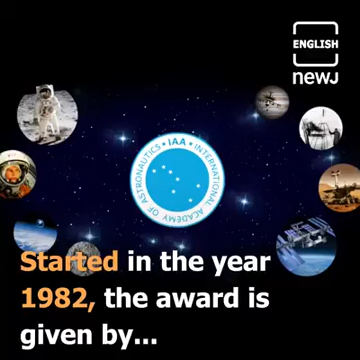 ENGLISH
newJ
• IAA • INTERNATIONAL ACADEMY OF ASTRONAUTICS
Started in the year
1982, the award is
given by...